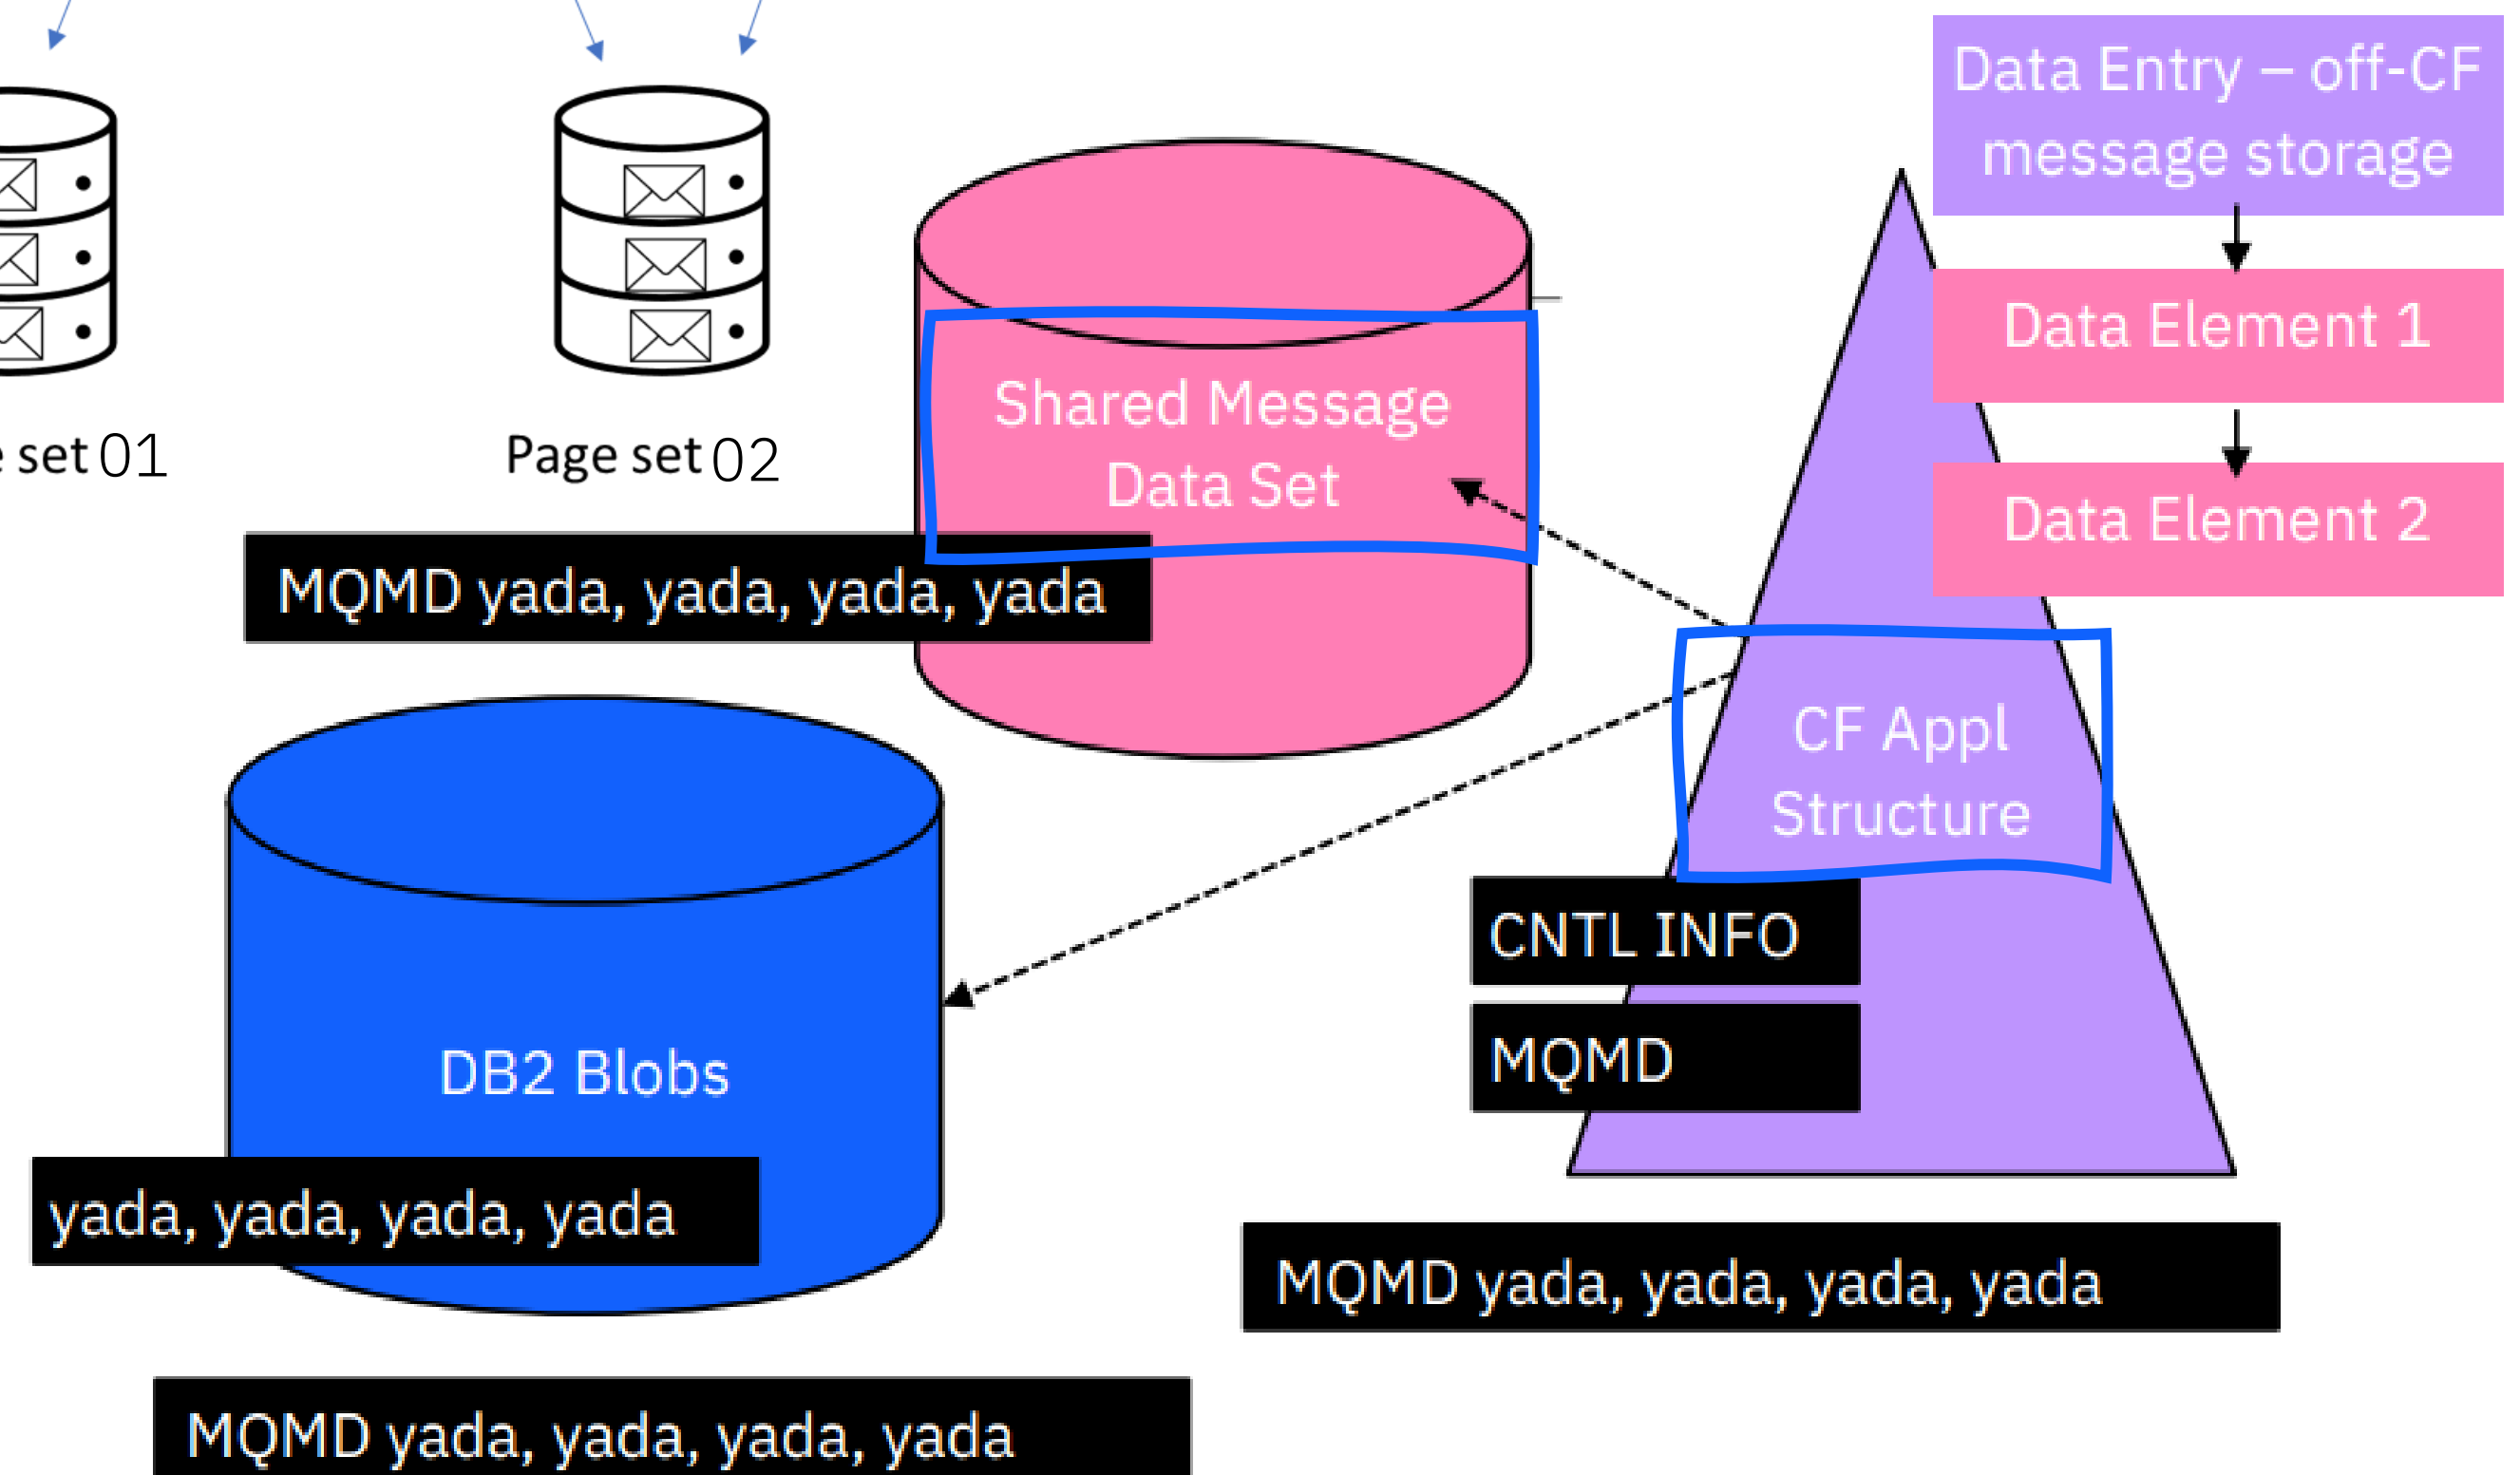 Data Entry – off-CF
message storage
Data Element 1
Data Element 2
set 01
Page set 02
Shared Message
Data Set
MQMD yada, yada, yada, yada
CF Appl
Structure
CNTL INFO
MQMD
DB2 Blobs
yada, yada, yada, yada
MQMD yada, yada, yada, yada
MQMD yada, yada, yada, yada